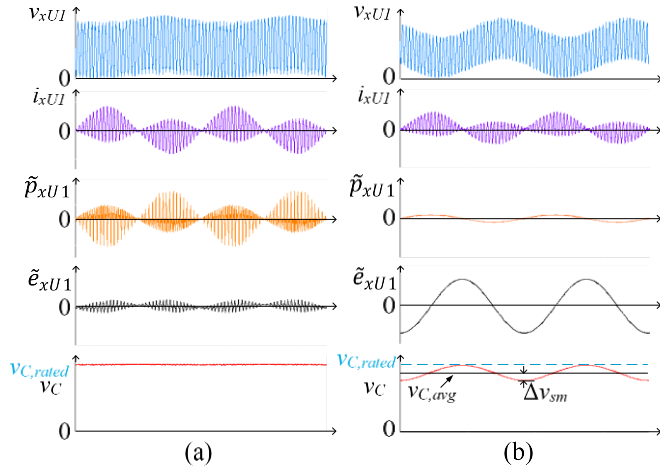 v_xU1
0
i_xU1
0
p̃_xU1
0
ẽ_xU1
0
v_C,rated
v_C
0
(a)
v_xU1
0
i_xU1
0
p̃_xU1
0
ẽ_xU1
0
v_C,rated
v_C
v_C,avg
Δv_sm
0
(b)